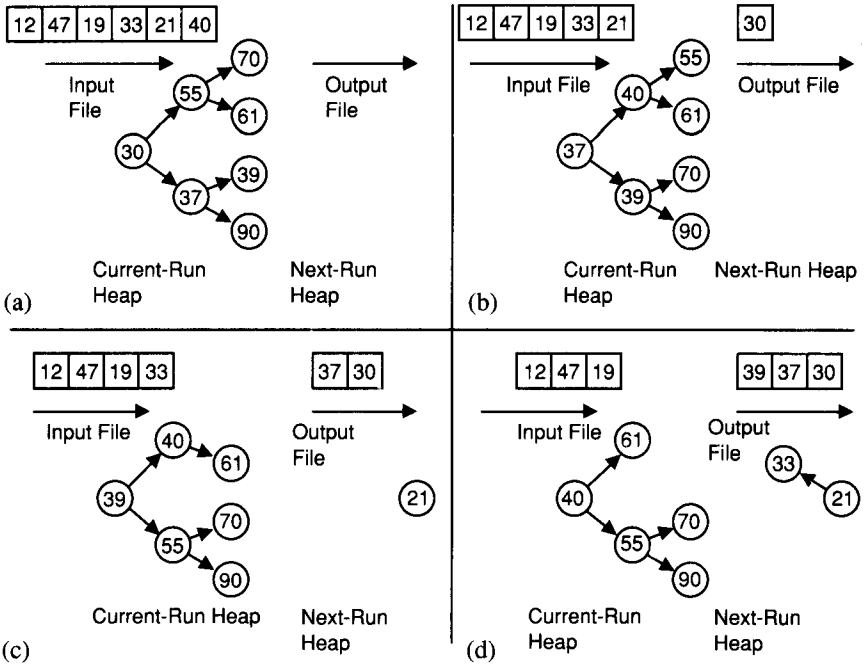 12 47 19 33 21 40
Input File
Output File
70
55
61
30
39
37
90
Current-Run Heap
Next-Run Heap
(a)
12 47 19 33 21
30
Input File
Output File
55
40
61
37
70
39
90
Current-Run Heap
Next-Run Heap
(b)
12 47 19 33
37 30
Input File
Output File
40
61
39
21
70
55
90
Current-Run Heap
Next-Run Heap
(c)
12 47 19
39 37 30
Input File
Output File
61
33
40
21
70
55
90
Current-Run Heap
Next-Run Heap
(d)